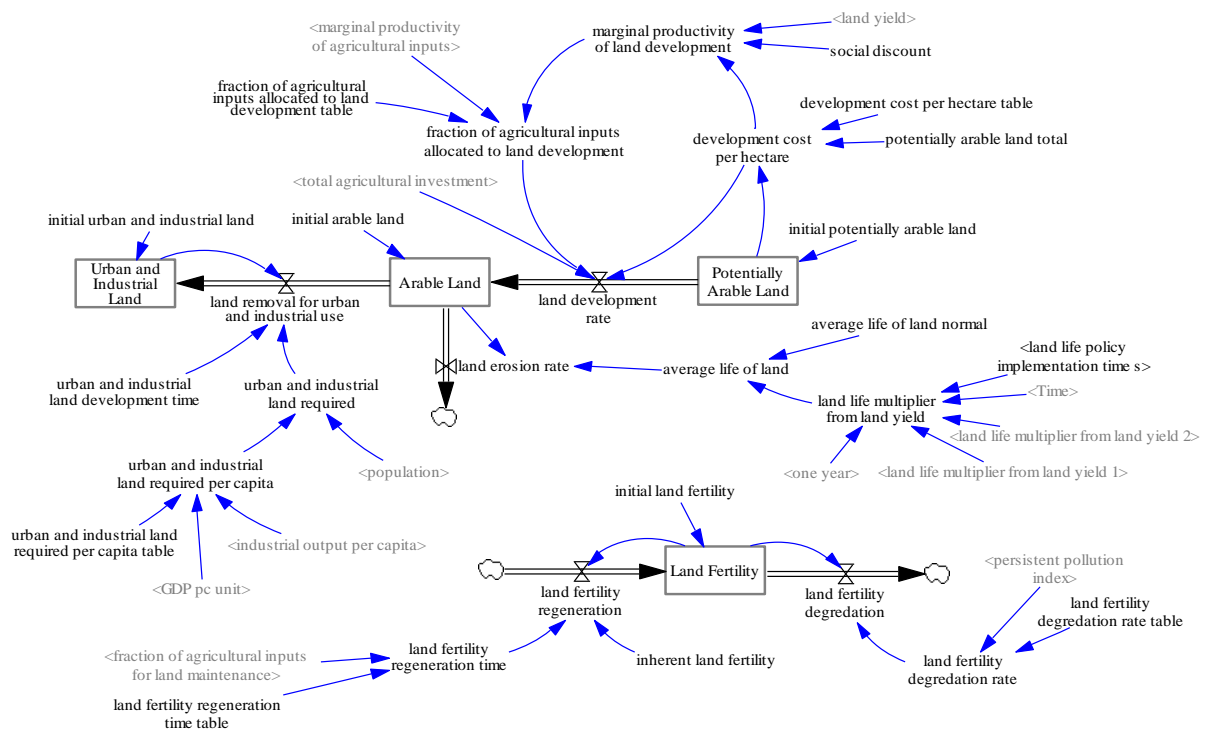 <marginal productivity
of agricultural inputs>
marginal productivity
of land development
<land yield>
social discount
fraction of agricultural
inputs allocated to land
development table
development cost per hectare table
fraction of agricultural inputs
allocated to land development
development cost
per hectare
potentially arable land total
<total agricultural investment>
initial urban and industrial land
initial arable land
initial potentially arable land
Urban and
Industrial
Land
Arable Land
Potentially
Arable Land
land removal for urban
and industrial use
land development
rate
average life of land normal
<land life policy
implementation time s>
land erosion rate
average life of land
urban and industrial
land development time
urban and industrial
land required
land life multiplier
from land yield
<Time>
<land life multiplier from land yield 2>
urban and industrial
land required per capita
<population>
<one year>
<land life multiplier from land yield 1>
initial land fertility
urban and industrial land
required per capita table
<industrial output per capita>
<GDP pc unit>
Land Fertility
<persistent pollution
index>
land fertility
regeneration
land fertility
degredation
land fertility
degredation rate table
<fraction of agricultural inputs
for land maintenance>
land fertility
regeneration time
inherent land fertility
land fertility
degredation rate
land fertility regeneration
time table